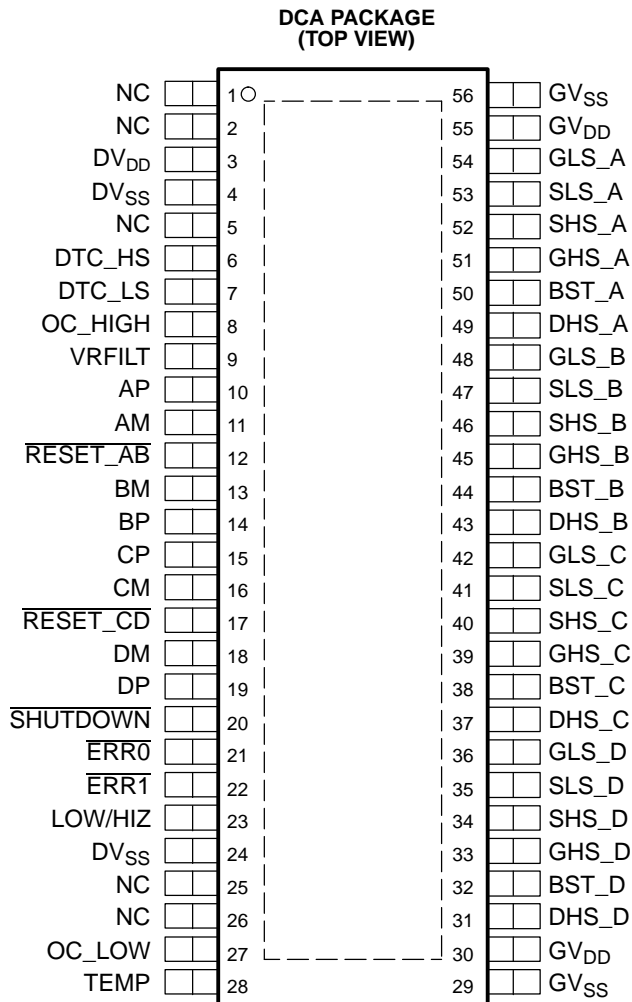 DCA PACKAGE
(TOP VIEW)
NC 1 56 GVSS
NC 2 55 GVDD
DVDD 3 54 GLS_A
DVSS 4 53 SLS_A
NC 5 52 SHS_A
DTC_HS 6 51 GHS_A
DTC_LS 7 50 BST_A
OC_HIGH 8 49 DHS_A
VRFILT 9 48 GLS_B
AP 10 47 SLS_B
AM 11 46 SHS_B
RESET_AB 12 45 GHS_B
BM 13 44 BST_B
BP 14 43 DHS_B
CP 15 42 GLS_C
CM 16 41 SLS_C
RESET_CD 17 40 SHS_C
DM 18 39 GHS_C
DP 19 38 BST_C
SHUTDOWN 20 37 DHS_C
ERR0 21 36 GLS_D
ERR1 22 35 SLS_D
LOW/HIZ 23 34 SHS_D
DVSS 24 33 GHS_D
NC 25 32 BST_D
NC 26 31 DHS_D
OC_LOW 27 30 GVDD
TEMP 28 29 GVSS